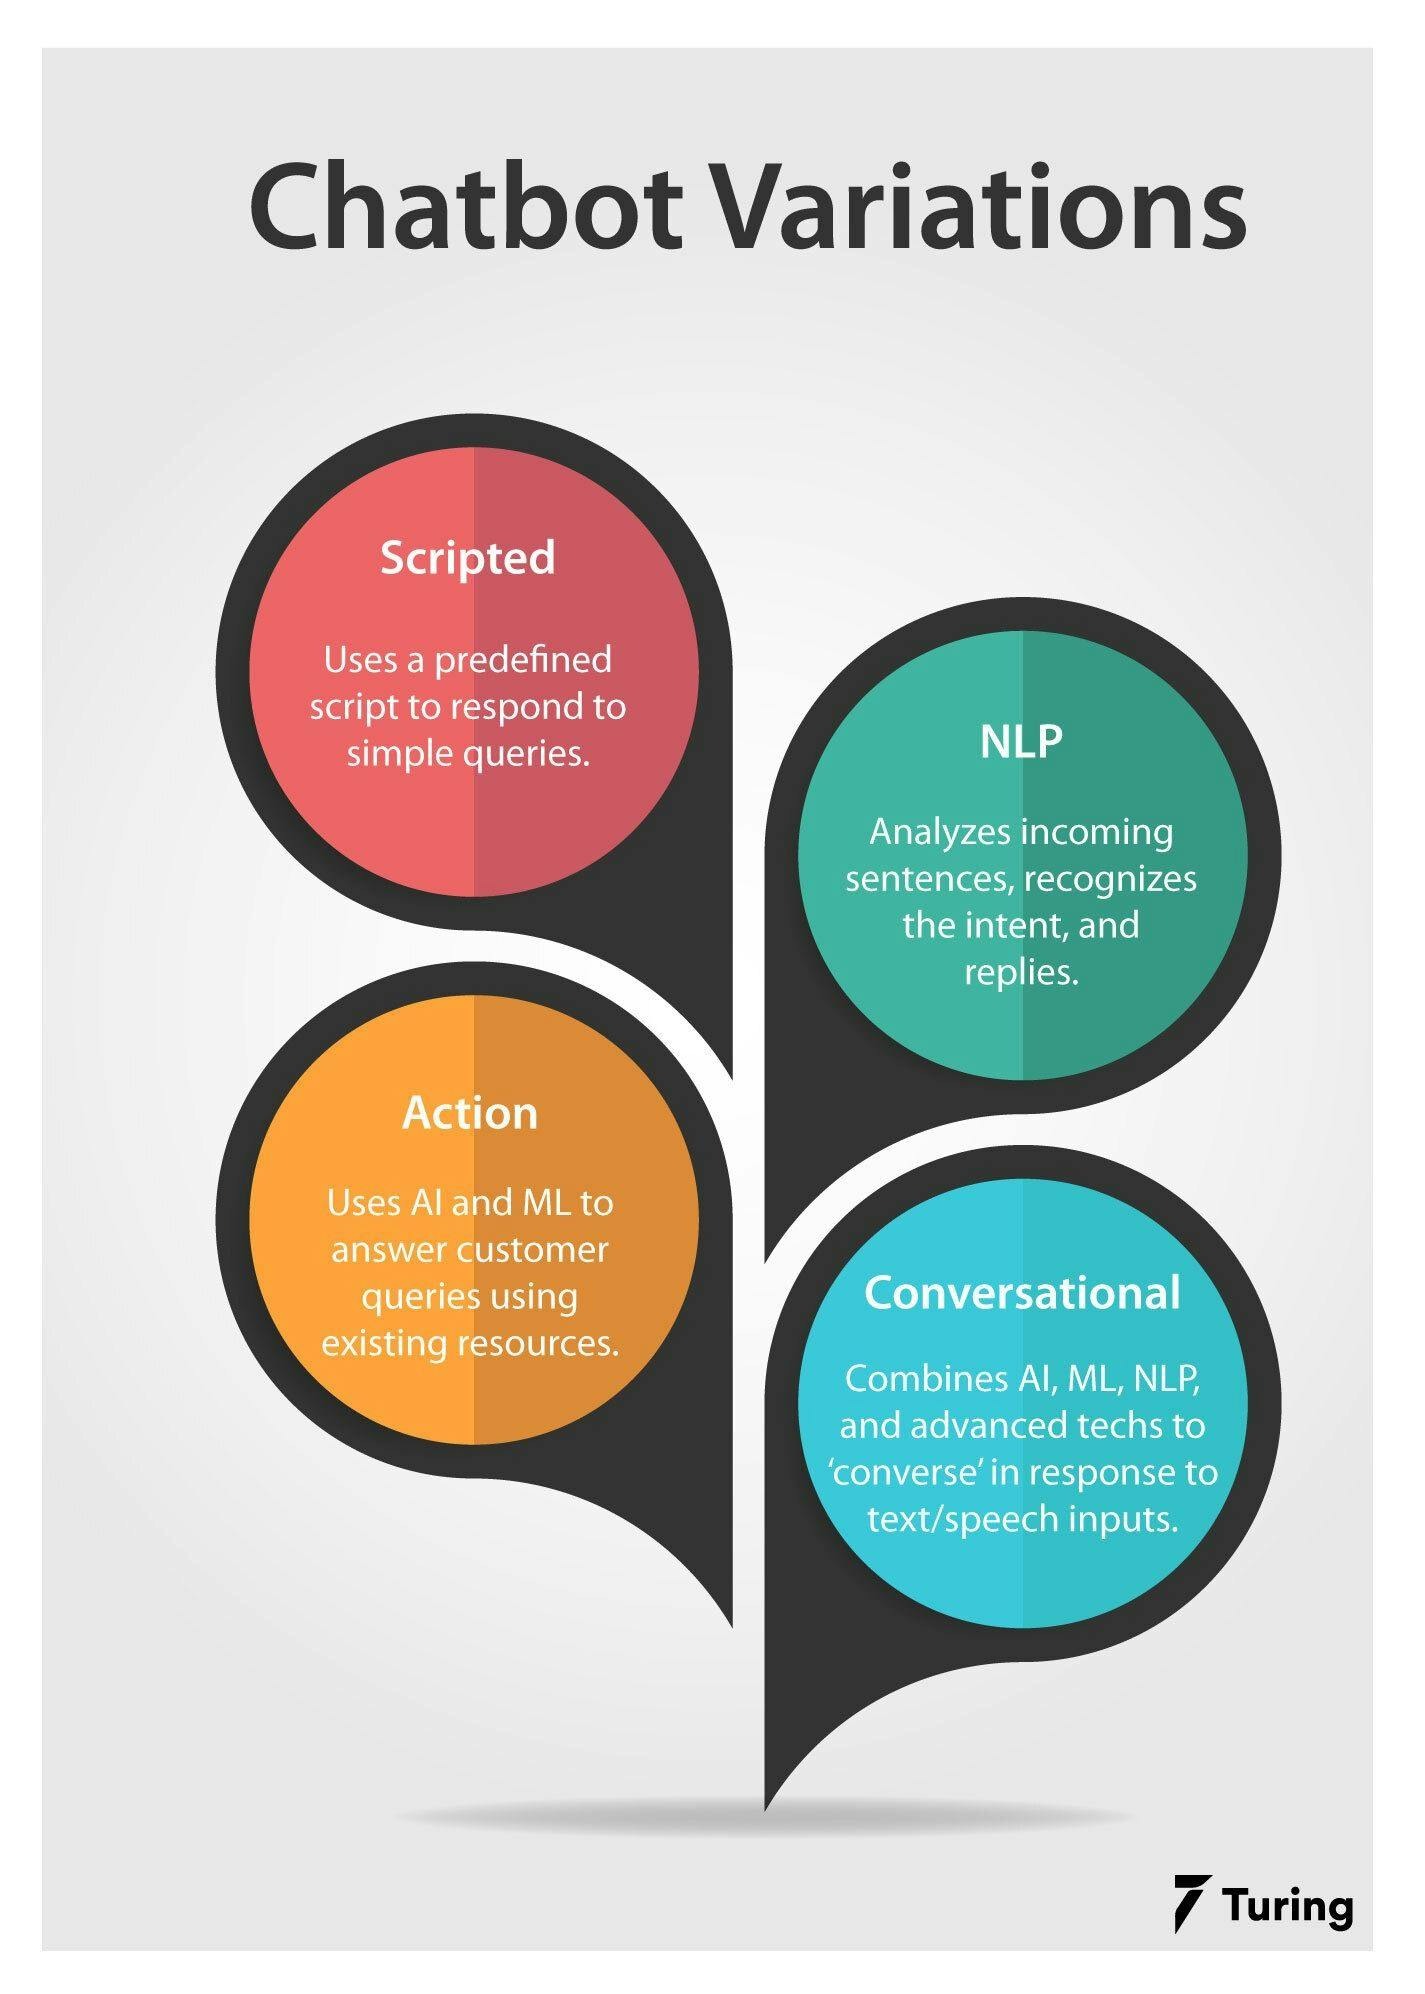 Chatbot Variations
Scripted
Uses a predefined
script to respond to
simple queries.
NLP
Analyzes incoming
sentences, recognizes
the intent, and
replies.
Action
Uses AI and ML to
answer customer
queries using
existing resources.
Conversational
Combines AI, ML, NLP,
and advanced techs to
‘converse’ in response to
text/speech inputs.
Turing